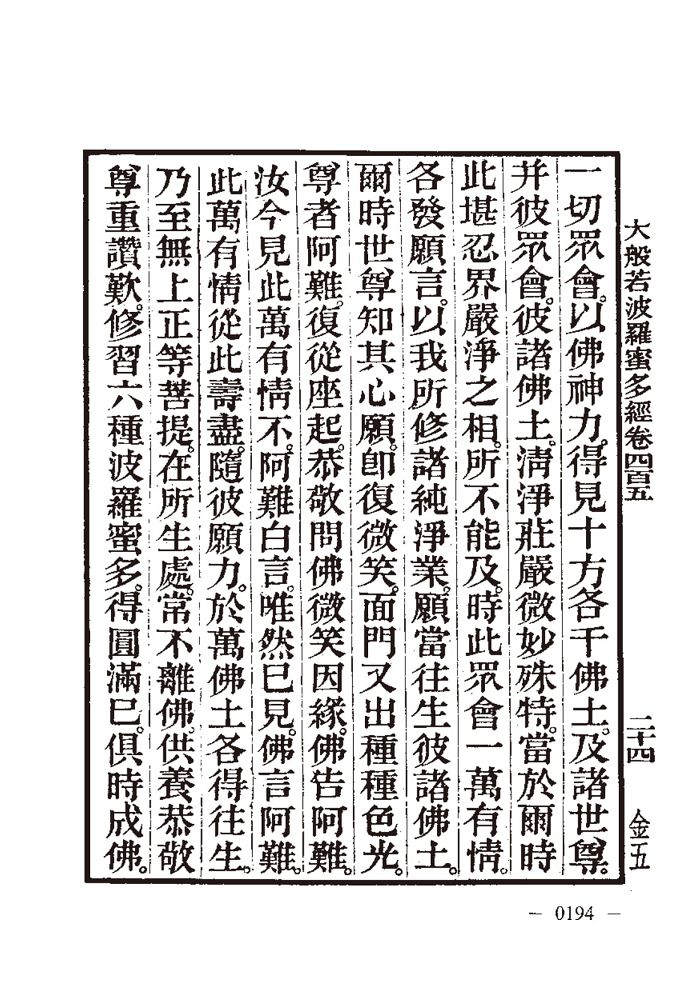 大般若波羅蜜多經卷四百五 二十四 金五
一切眾會。以佛神力。得見十方各千佛土。及諸世尊。
并彼眾會。彼諸佛土。清淨莊嚴微妙殊特。當於爾時
此堪忍界嚴淨之相。所不能及。時此眾會一萬有情。
各發願言。以我所修諸純淨業。願當往生彼諸佛土。
爾時世尊知其心願。即復微笑。面門又出種種色光。
尊者阿難。復從座起。恭敬問佛微笑因緣。佛告阿難。
汝今見此萬有情不。阿難白言。唯然已見。佛言阿難。
此萬有情從此壽盡。隨彼願力。於萬佛土各得往生。
乃至無上正等菩提。在所生處。常不離佛。供養恭敬
尊重讚歎。修習六種波羅蜜多。得圓滿已。俱時成佛。
— 0194 —